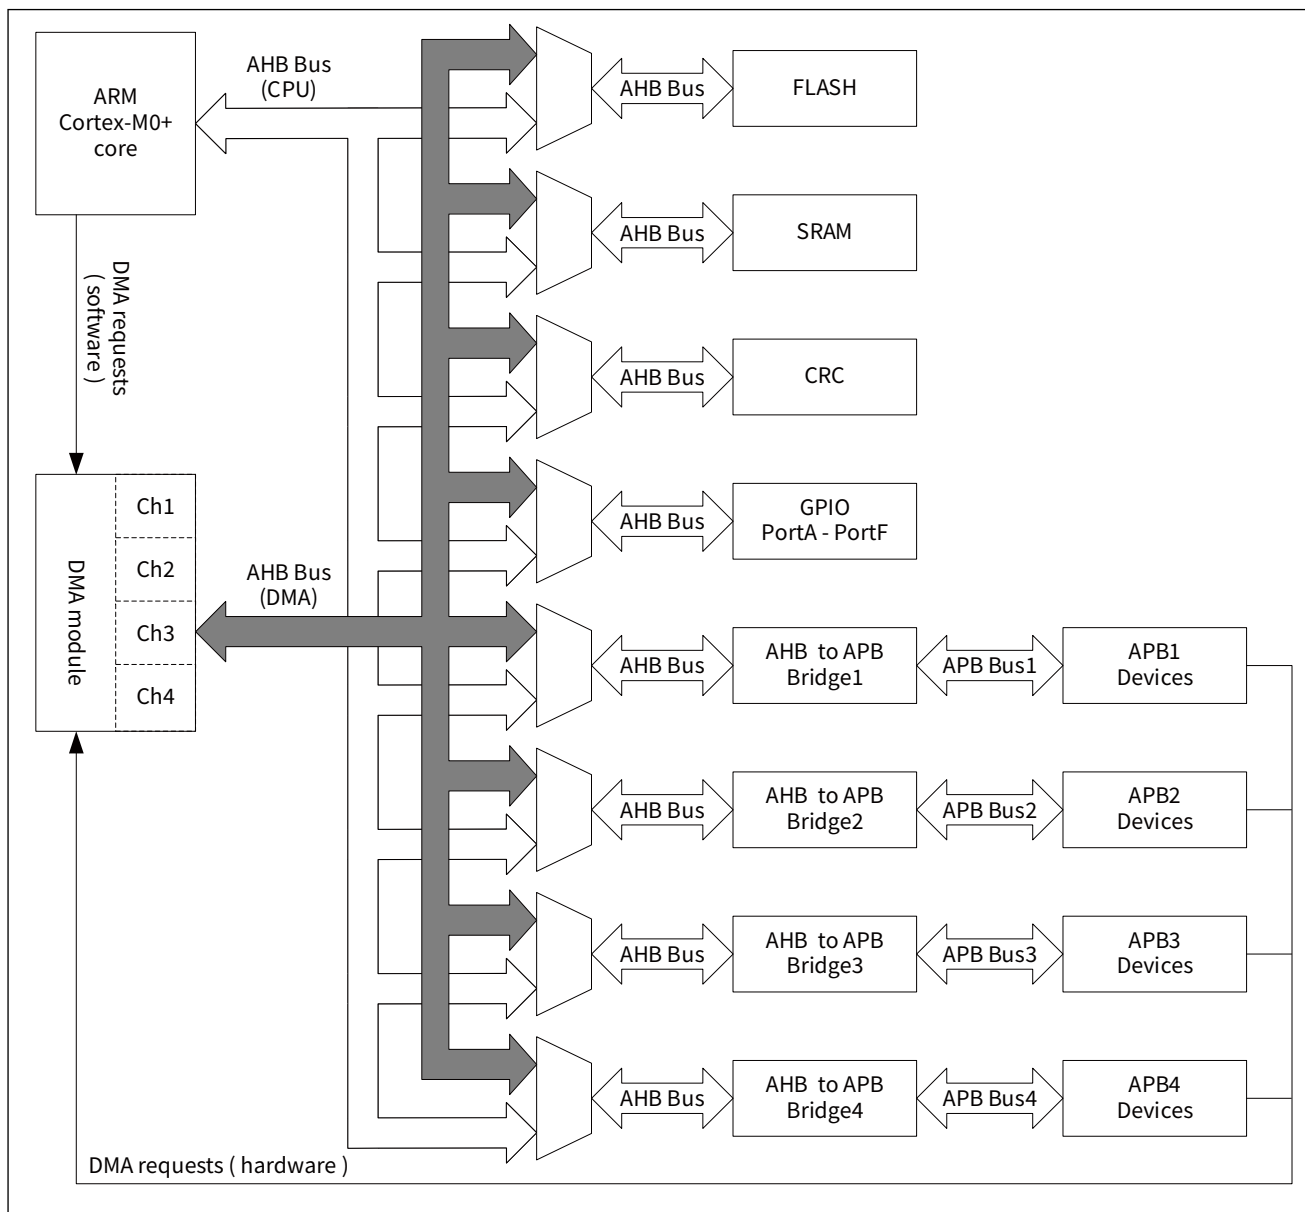 ARM
Cortex-M0+
core
AHB Bus
(CPU)
AHB Bus
FLASH
AHB Bus
SRAM
DMA requests
( software )
AHB Bus
CRC
AHB Bus
GPIO
PortA - PortF
DMA module
Ch1
Ch2
Ch3
Ch4
AHB Bus
(DMA)
AHB Bus
AHB to APB
Bridge1
APB Bus1
APB1
Devices
AHB Bus
AHB to APB
Bridge2
APB Bus2
APB2
Devices
AHB Bus
AHB to APB
Bridge3
APB Bus3
APB3
Devices
AHB Bus
AHB to APB
Bridge4
APB Bus4
APB4
Devices
DMA requests ( hardware )